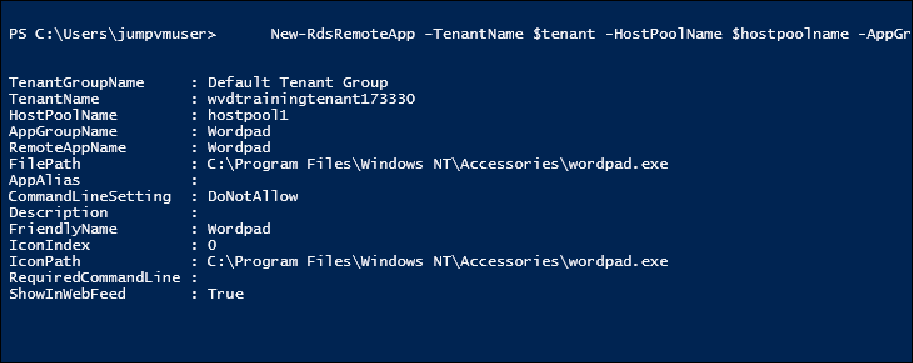 PS C:\Users\jumpvmuser>      New-RdsRemoteApp -TenantName $tenant -HostPoolName $hostpoolname -AppGr
TenantGroupName     : Default Tenant Group
TenantName          : wvdtrainingtenant173330
HostPoolName        : hostpool1
AppGroupName        : Wordpad
RemoteAppName       : Wordpad
FilePath            : C:\Program Files\Windows NT\Accessories\wordpad.exe
AppAlias            :
CommandLineSetting  : DoNotAllow
Description         :
FriendlyName        : Wordpad
IconIndex           : 0
IconPath            : C:\Program Files\Windows NT\Accessories\wordpad.exe
RequiredCommandLine :
ShowInWebFeed       : True